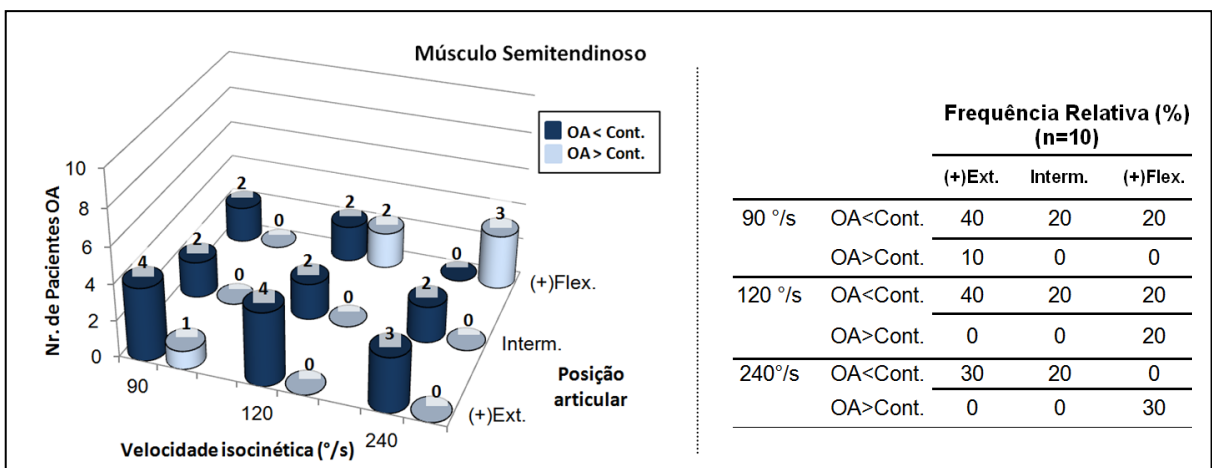 Músculo Semitendinoso
OA < Cont.
OA > Cont.
Nr. de Pacientes OA
10
8
6
4
2
0
2
0
2
2
0
3
2
0
2
0
2
0
4
1
4
0
3
0
90
120
240
(+)Flex.
Interm.
(+)Ext.
Posição
articular
Velocidade isocinética (°/s)
Frequência Relativa (%)
(n=10)
(+)Ext. Interm. (+)Flex.
90 °/s OA<Cont. 40 20 20
OA>Cont. 10 0 0
120 °/s OA<Cont. 40 20 20
OA>Cont. 0 0 20
240°/s OA<Cont. 30 20 0
OA>Cont. 0 0 30